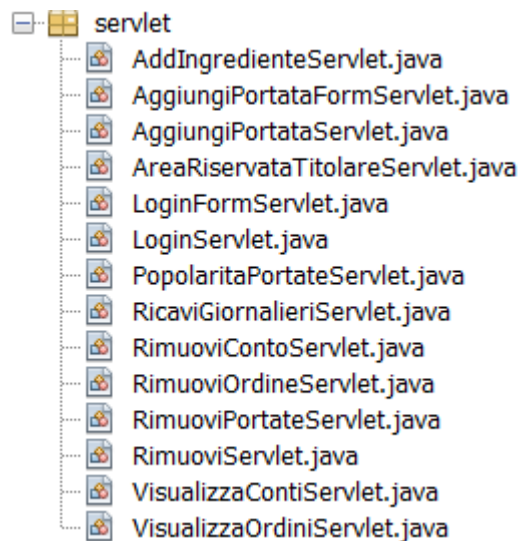 servlet
AddIngredienteServlet.java
AggiungiPortataFormServlet.java
AggiungiPortataServlet.java
AreaRiservataTitolareServlet.java
LoginFormServlet.java
LoginServlet.java
PopolaritaPortateServlet.java
RicaviGiornalieriServlet.java
RimuoviContoServlet.java
RimuoviOrdineServlet.java
RimuoviPortateServlet.java
RimuoviServlet.java
VisualizzaContiServlet.java
VisualizzaOrdiniServlet.java